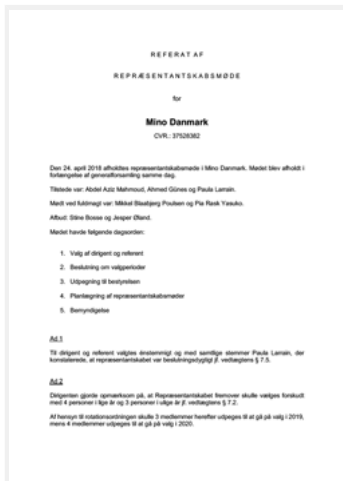 REFERAT AF
REPRÆSENTANTSKABSMØDE
for
Mino Danmark
CVR.: 37528382
Den 24. april 2018 afholdtes repræsentantskabsmøde i Mino Danmark. Mødet blev afholdt i
forlængelse af generalforsamling samme dag.
Tilstede var: Abdel Aziz Mahmoud, Ahmed Günes og Paula Larrain.
Mødt ved fuldmagt var: Mikkel Blaabjerg Poulsen og Pia Rask
Afbud: Stine Bosse og Jesper Øland.
Mødet havde følgende dagsorden:
1. Valg af dirigent og referent
2. Beslutning om valgperioder
3. Udpegning til bestyrelsen
4. Planlægning af repræsentantskabsmøder
5. Bemyndigelse
Ad 1
Til dirigent og referent valgtes enstemmigt og med samtlige stemmer Paula Larrain, der
konstaterede, at repræsentantskabet var beslutningsdygtigt jf. vedtægtens § 7.5.
Ad 2
Dirigenten gjorde opmærksom på, at Repræsentantskabet fremover skulle vælges forskudt
med 4 personer i lige år og 3 personer i ulige år jf. vedtægtens § 7.2.
Af hensyn til rotationsordningen skulle 3 medlemmer herefter udpeges til at gå på valg i 2019,
mens 4 medlemmer udpeges til at gå på valg i 2020.